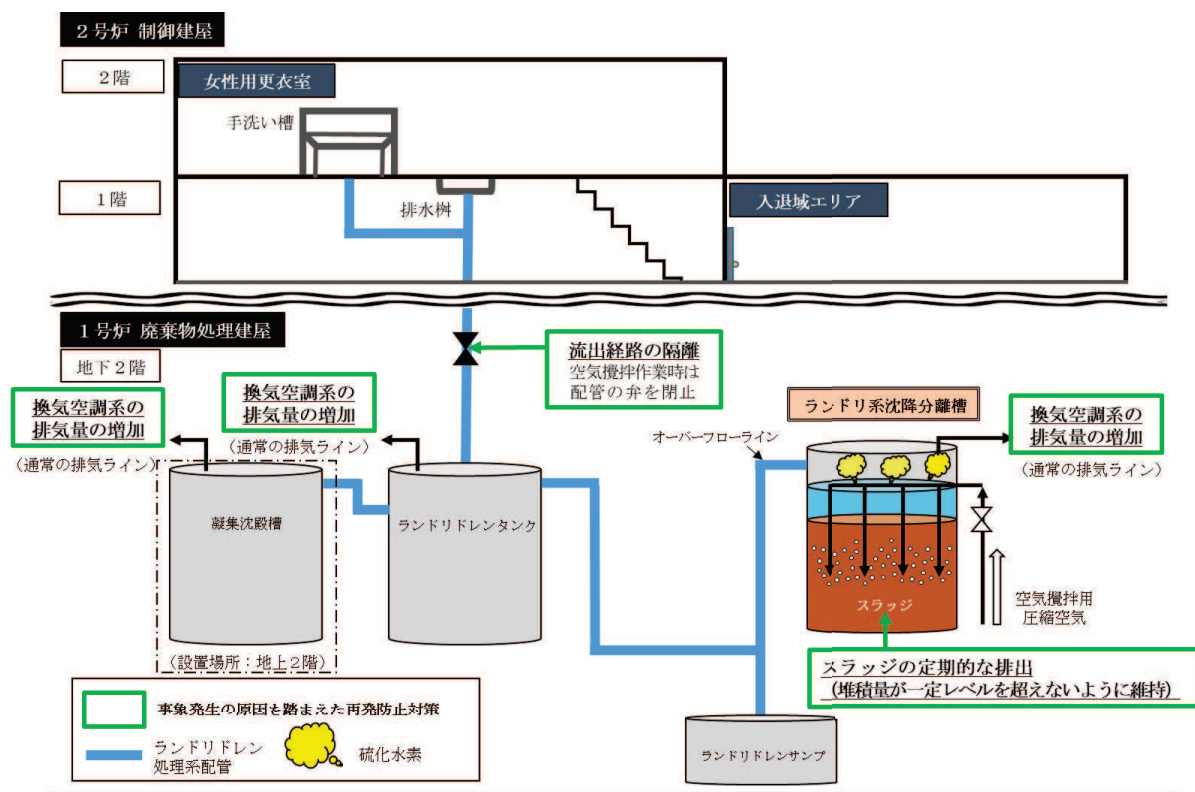 2号炉 制御建屋
2階
女性用更衣室
手洗い槽
1階
排水桝
入退域エリア
1号炉 廃棄物処理建屋
地下2階
流出経路の隔離
空気攪拌作業時は
配管の弁を閉止
換気空調系の
排気量の増加
(通常の排気ライン)
換気空調系の
排気量の増加
(通常の排気ライン)
ランドリ系沈降分離槽
換気空調系の
排気量の増加
(通常の排気ライン)
オーバーフローライン
凝集沈殿槽
ランドリドレンタンク
スラッジ
空気攪拌用
圧縮空気
(設置場所:地上2階)
スラッジの定期的な排出
(堆積量が一定レベルを超えないように維持)
事象発生の原因を踏まえた再発防止対策
ランドリドレン
処理系配管
硫化水素
ランドリドレンサンプ